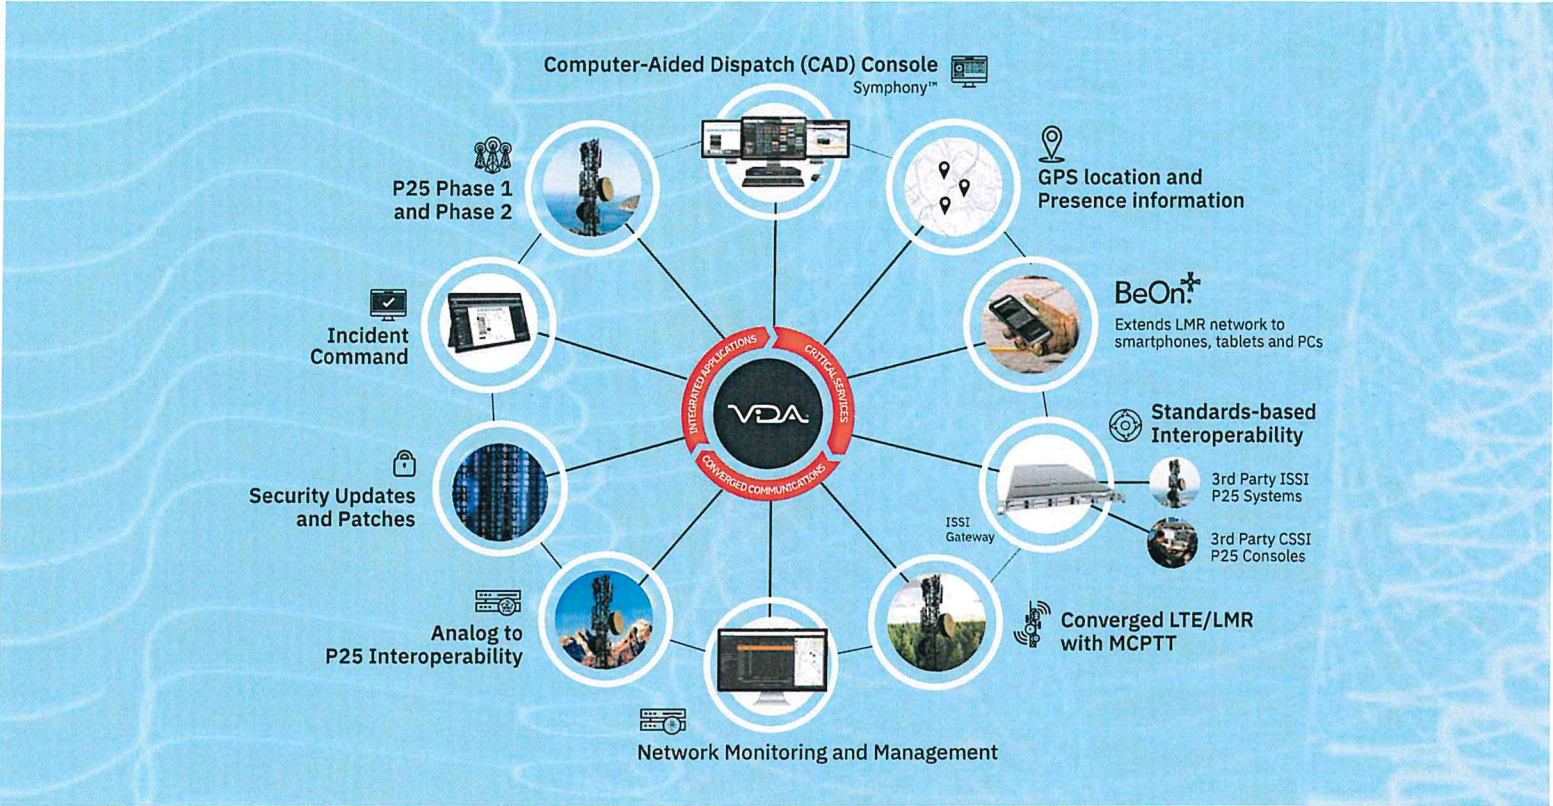 Computer-Aided Dispatch (CAD) Console
Symphony™
P25 Phase 1
and Phase 2
GPS location and
Presence information
BeOn
Extends LMR network to
smartphones, tablets and PCs
Incident
Command
INTEGRATED APPLICATIONS
CRITICAL SERVICES
CONVERGED COMMUNICATIONS
VIDA
Standards-based
Interoperability
3rd Party ISSI
P25 Systems
3rd Party CSSI
P25 Consoles
ISSI
Gateway
Security Updates
and Patches
Analog to
P25 Interoperability
Converged LTE/LMR
with MCPTT
Network Monitoring and Management